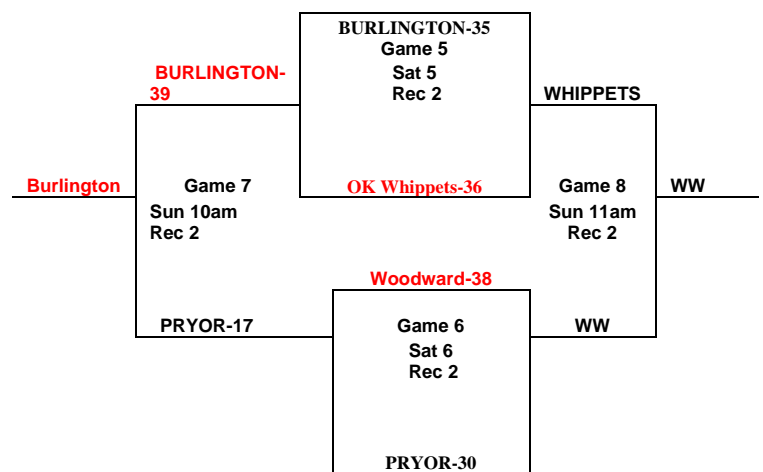 BURLINGTON-35
Game 5
Sat 5
Rec 2
BURLINGTON-
39
WHIPPETS
Burlington
Game 7
Sun 10am
Rec 2
OK Whippets-36
Game 8
Sun 11am
Rec 2
WW
Woodward-38
PRYOR-17
Game 6
Sat 6
Rec 2
WW
PRYOR-30